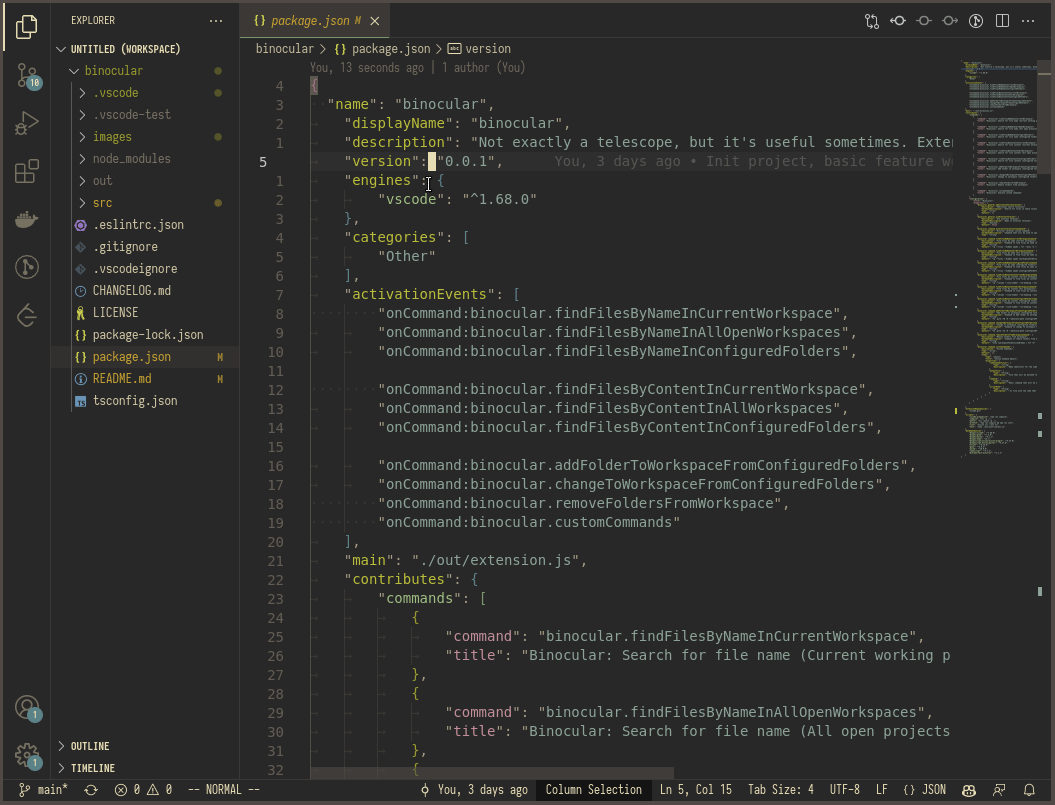 EXPLORER
UNTITLED (WORKSPACE)
binocular
.vscode
.vscode-test
images
node_modules
out
src
.eslintrc.json
.gitignore
.vscodeignore
CHANGELOG.md
LICENSE
package-lock.json
package.json M
README.md M
tsconfig.json
OUTLINE
TIMELINE
10
1
1
{} package.json M
binocular > {} package.json > abc version
You, 13 seconds ago | 1 author (You)
4 {
3 "name": "binocular",
2 "displayName": "binocular",
1 "description": "Not exactly a telescope, but it's useful sometimes. Exter
5 "version": "0.0.1", You, 3 days ago • Init project, basic feature w
1 "engines": {
2 "vscode": "^1.68.0"
3 },
4 "categories": [
5 "Other"
6 ],
7 "activationEvents": [
8 "onCommand:binocular.findFilesByNameInCurrentWorkspace",
9 "onCommand:binocular.findFilesByNameInAllOpenWorkspaces",
10 "onCommand:binocular.findFilesByNameInConfiguredFolders",
11
12 "onCommand:binocular.findFilesByContentInCurrentWorkspace",
13 "onCommand:binocular.findFilesByContentInAllWorkspaces",
14 "onCommand:binocular.findFilesByContentInConfiguredFolders",
15
16 "onCommand:binocular.addFolderToWorkspaceFromConfiguredFolders",
17 "onCommand:binocular.changeToWorkspaceFromConfiguredFolders",
18 "onCommand:binocular.removeFoldersFromWorkspace",
19 "onCommand:binocular.customCommands"
20 ],
21 "main": "./out/extension.js",
22 "contributes": {
23 "commands": [
24 {
25 "command": "binocular.findFilesByNameInCurrentWorkspace",
26 "title": "Binocular: Search for file name (Current working p
27 },
28 {
29 "command": "binocular.findFilesByNameInAllOpenWorkspaces",
30 "title": "Binocular: Search for file name (All open projects
31 },
32 {
main* 0 0 -- NORMAL -- You, 3 days ago Column Selection Ln 5, Col 15 Tab Size: 4 UTF-8 LF {} JSON